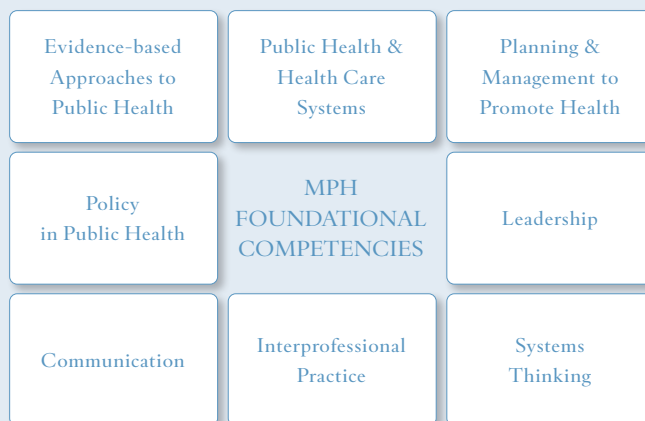 Evidence-based
Approaches to
Public Health
Public Health &
Health Care
Systems
Planning &
Management to
Promote Health
Policy
in Public Health
MPH
FOUNDATIONAL
COMPETENCIES
Leadership
Communication
Interprofessional
Practice
Systems
Thinking